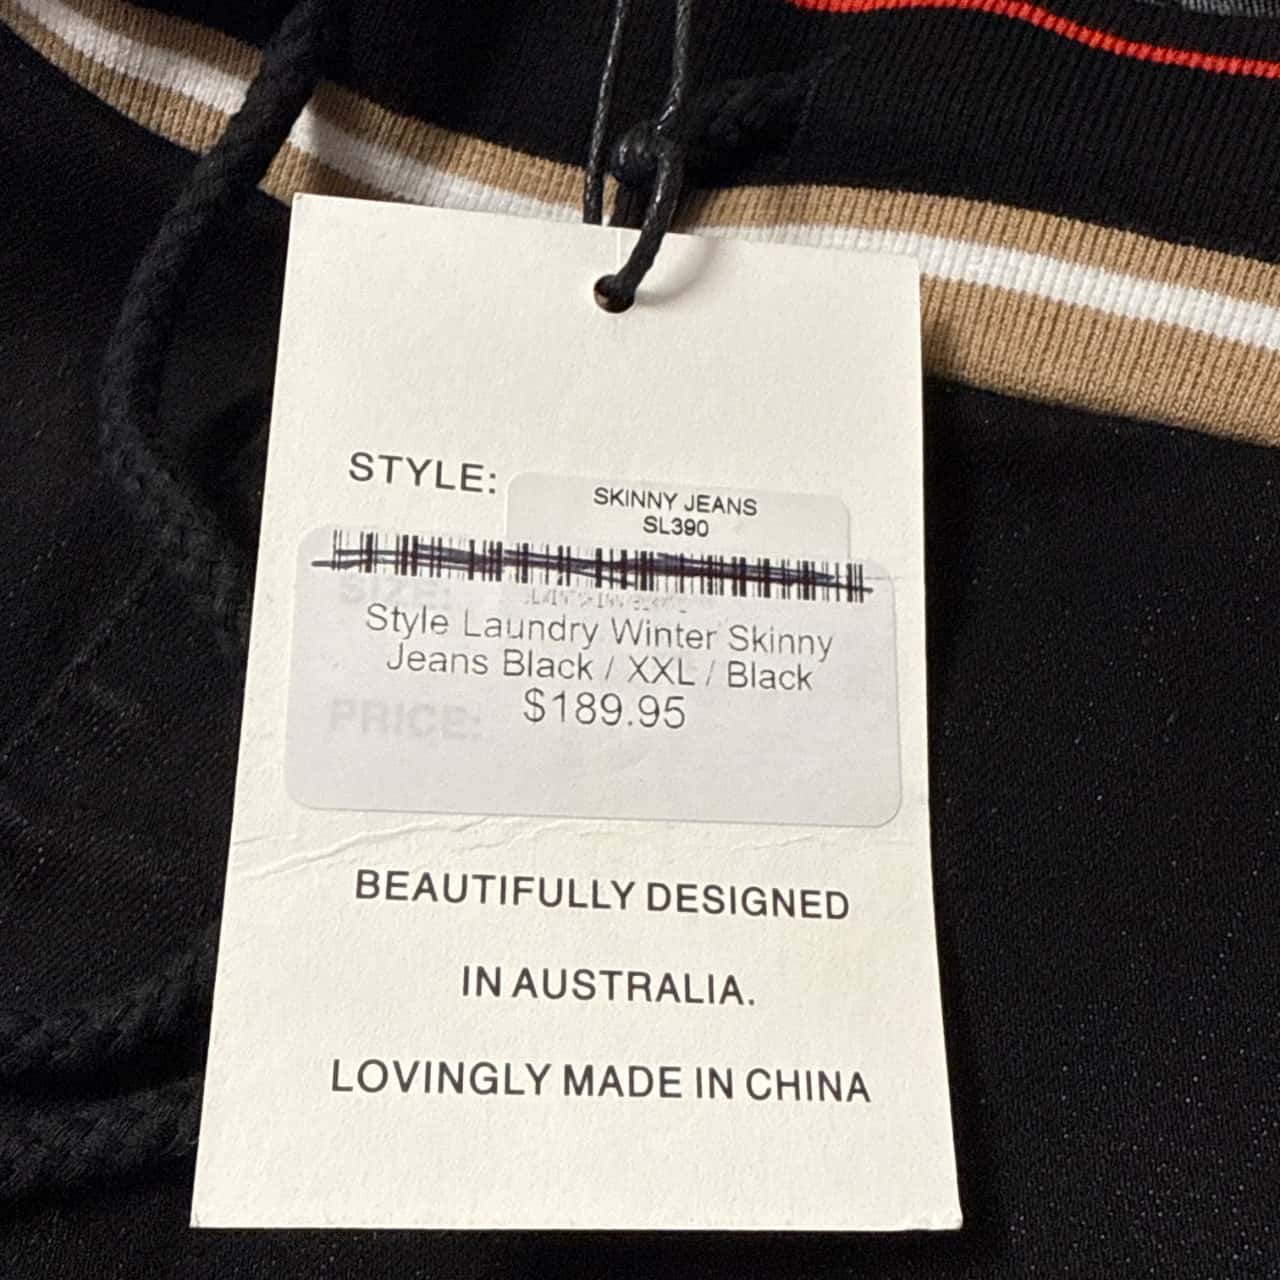 STYLE:
SKINNY JEANS
SL390
SIZE:
Style Laundry Winter Skinny
Jeans Black / XXL / Black
PRICE: $189.95
BEAUTIFULLY DESIGNED
IN AUSTRALIA.
LOVINGLY MADE IN CHINA